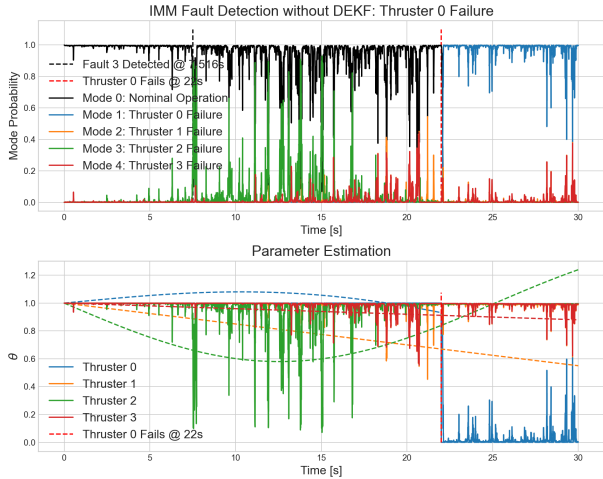 IMM Fault Detection without DEKF: Thruster 0 Failure
Mode Probability
1.0
0.8
0.6
0.4
0.2
0.0
Fault 3 Detected @ 7.516s
Thruster 0 Fails @ 22s
Mode 0: Nominal Operation
Mode 1: Thruster 0 Failure
Mode 2: Thruster 1 Failure
Mode 3: Thruster 2 Failure
Mode 4: Thruster 3 Failure
0 5 10 15 20 25 30
Time [s]
Parameter Estimation
θ
1.2
1.0
0.8
0.6
0.4
0.2
0.0
Thruster 0
Thruster 1
Thruster 2
Thruster 3
Thruster 0 Fails @ 22s
0 5 10 15 20 25 30
Time [s]